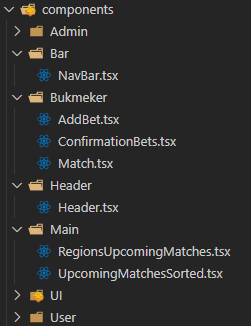 components
Admin
Bar
NavBar.tsx
Bukmeker
AddBet.tsx
ConfirmationBets.tsx
Match.tsx
Header
Header.tsx
Main
RegionsUpcomingMatches.tsx
UpcomingMatchesSorted.tsx
UI
User